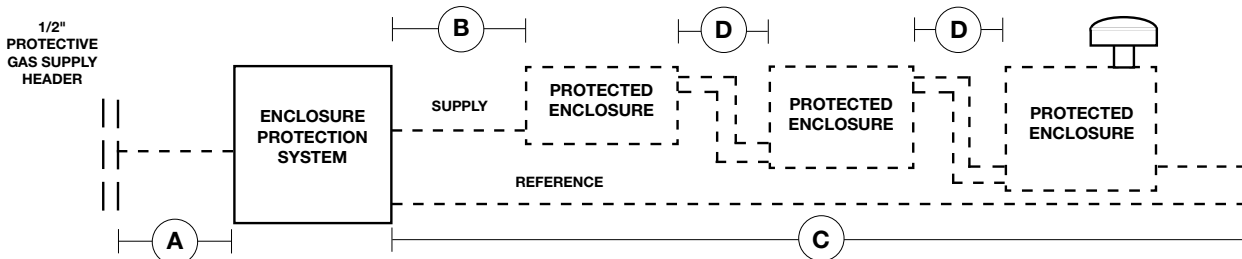 1/2"
PROTECTIVE
GAS SUPPLY
HEADER
A
ENCLOSURE
PROTECTION
SYSTEM
B
SUPPLY
REFERENCE
PROTECTED
ENCLOSURE
D
PROTECTED
ENCLOSURE
D
PROTECTED
ENCLOSURE
C